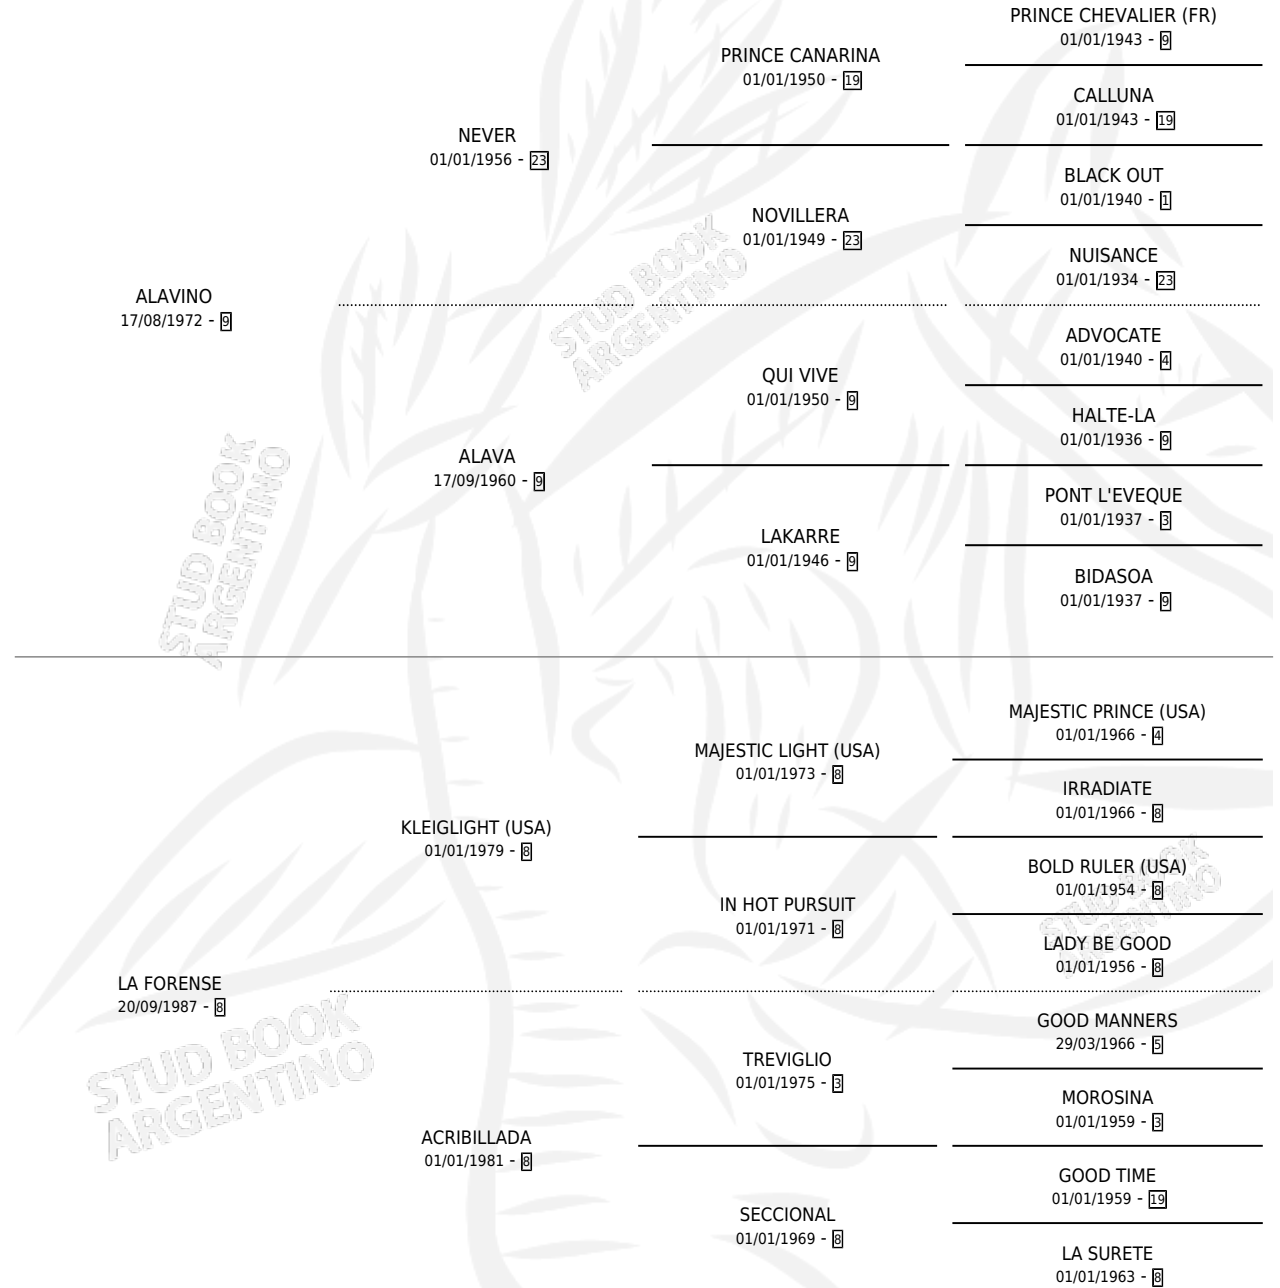 PRINCE CHEVALIER (FR)
01/01/1943 - 9
PRINCE CANARINA
01/01/1950 - 19
CALLUNA
01/01/1943 - 19
NEVER
01/01/1956 - 23
BLACK OUT
01/01/1940 - 1
NOVILLERA
01/01/1949 - 23
NUISANCE
01/01/1934 - 23
ALAVINO
17/08/1972 - 9
STUD BOOK
ARGENTINO
ADVOCATE
01/01/1940 - 4
QUI VIVE
01/01/1950 - 9
HALTE-LA
01/01/1936 - 9
ALAVA
17/09/1960 - 9
STUD BOOK
ARGENTINO
PONT L'EVEQUE
01/01/1937 - 3
LAKARRE
01/01/1946 - 9
BIDASOA
01/01/1937 - 9
MAJESTIC PRINCE (USA)
01/01/1966 - 4
MAJESTIC LIGHT (USA)
01/01/1973 - 8
IRRADIATE
01/01/1966 - 8
KLEIGLIGHT (USA)
01/01/1979 - 8
BOLD RULER (USA)
01/01/1954 - 8
STUD BOOK
ARGENTINO
IN HOT PURSUIT
01/01/1971 - 8
LADY BE GOOD
01/01/1956 - 8
LA FORENSE
20/09/1987 - 8
STUD BOOK
ARGENTINO
GOOD MANNERS
29/03/1966 - 5
TREVIGLIO
01/01/1975 - 3
MOROSINA
01/01/1959 - 3
ACRIBILLADA
01/01/1981 - 8
GOOD TIME
01/01/1959 - 19
SECCIONAL
01/01/1969 - 8
LA SURETE
01/01/1963 - 8